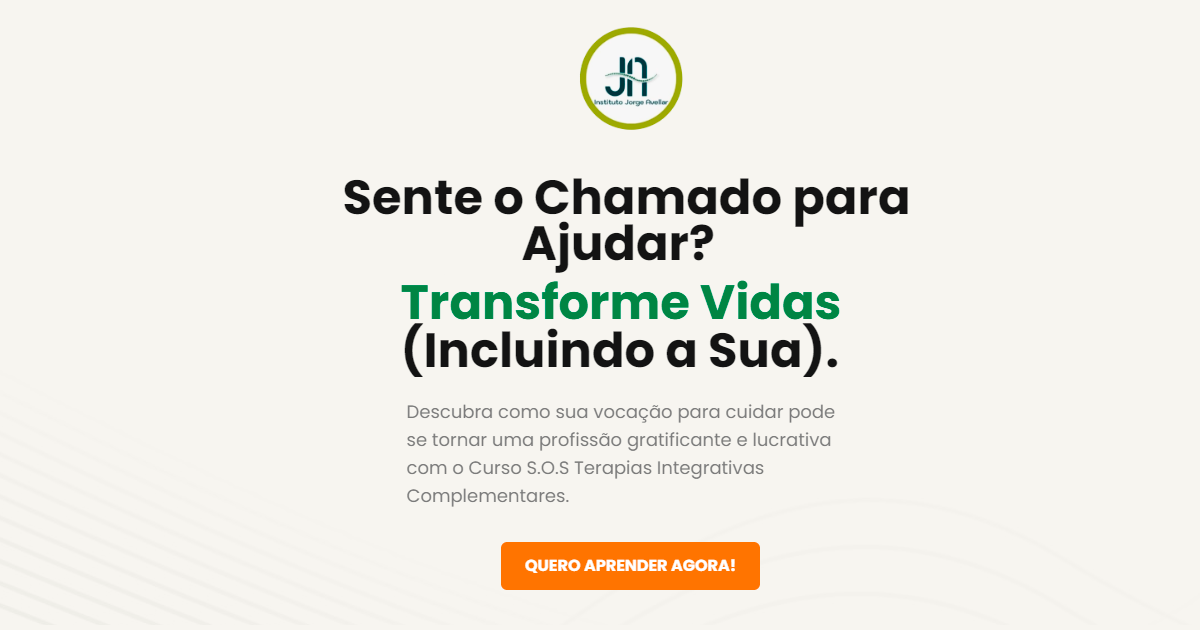 JA
Instituto Jorge Avellar
Sente o Chamado para
Ajudar?
Transforme Vidas
(Incluindo a Sua).
Descubra como sua vocação para cuidar pode
se tornar uma profissão gratificante e lucrativa
com o Curso S.O.S Terapias Integrativas
Complementares.
QUERO APRENDER AGORA!